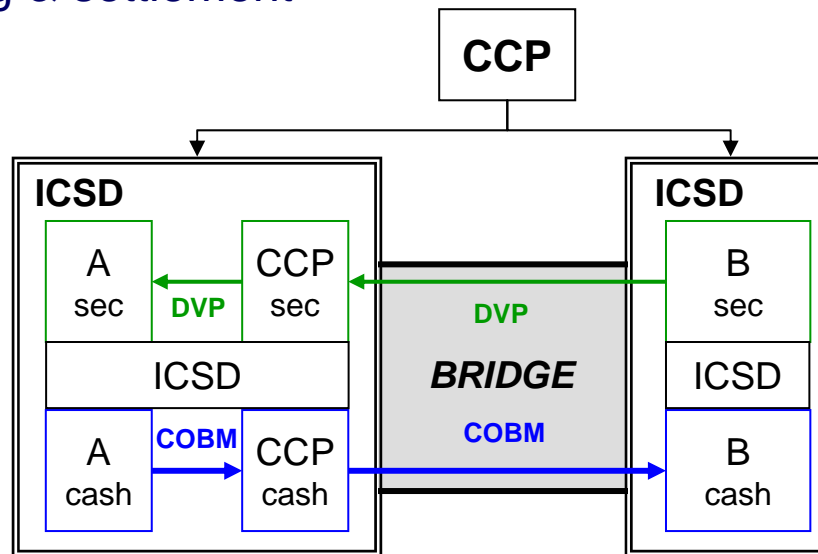 & settlement
CCP
ICSD
ICSD
A
sec
DVP
CCP
sec
DVP
B
sec
ICSD
BRIDGE
ICSD
A
cash
COBM
CCP
cash
COBM
B
cash